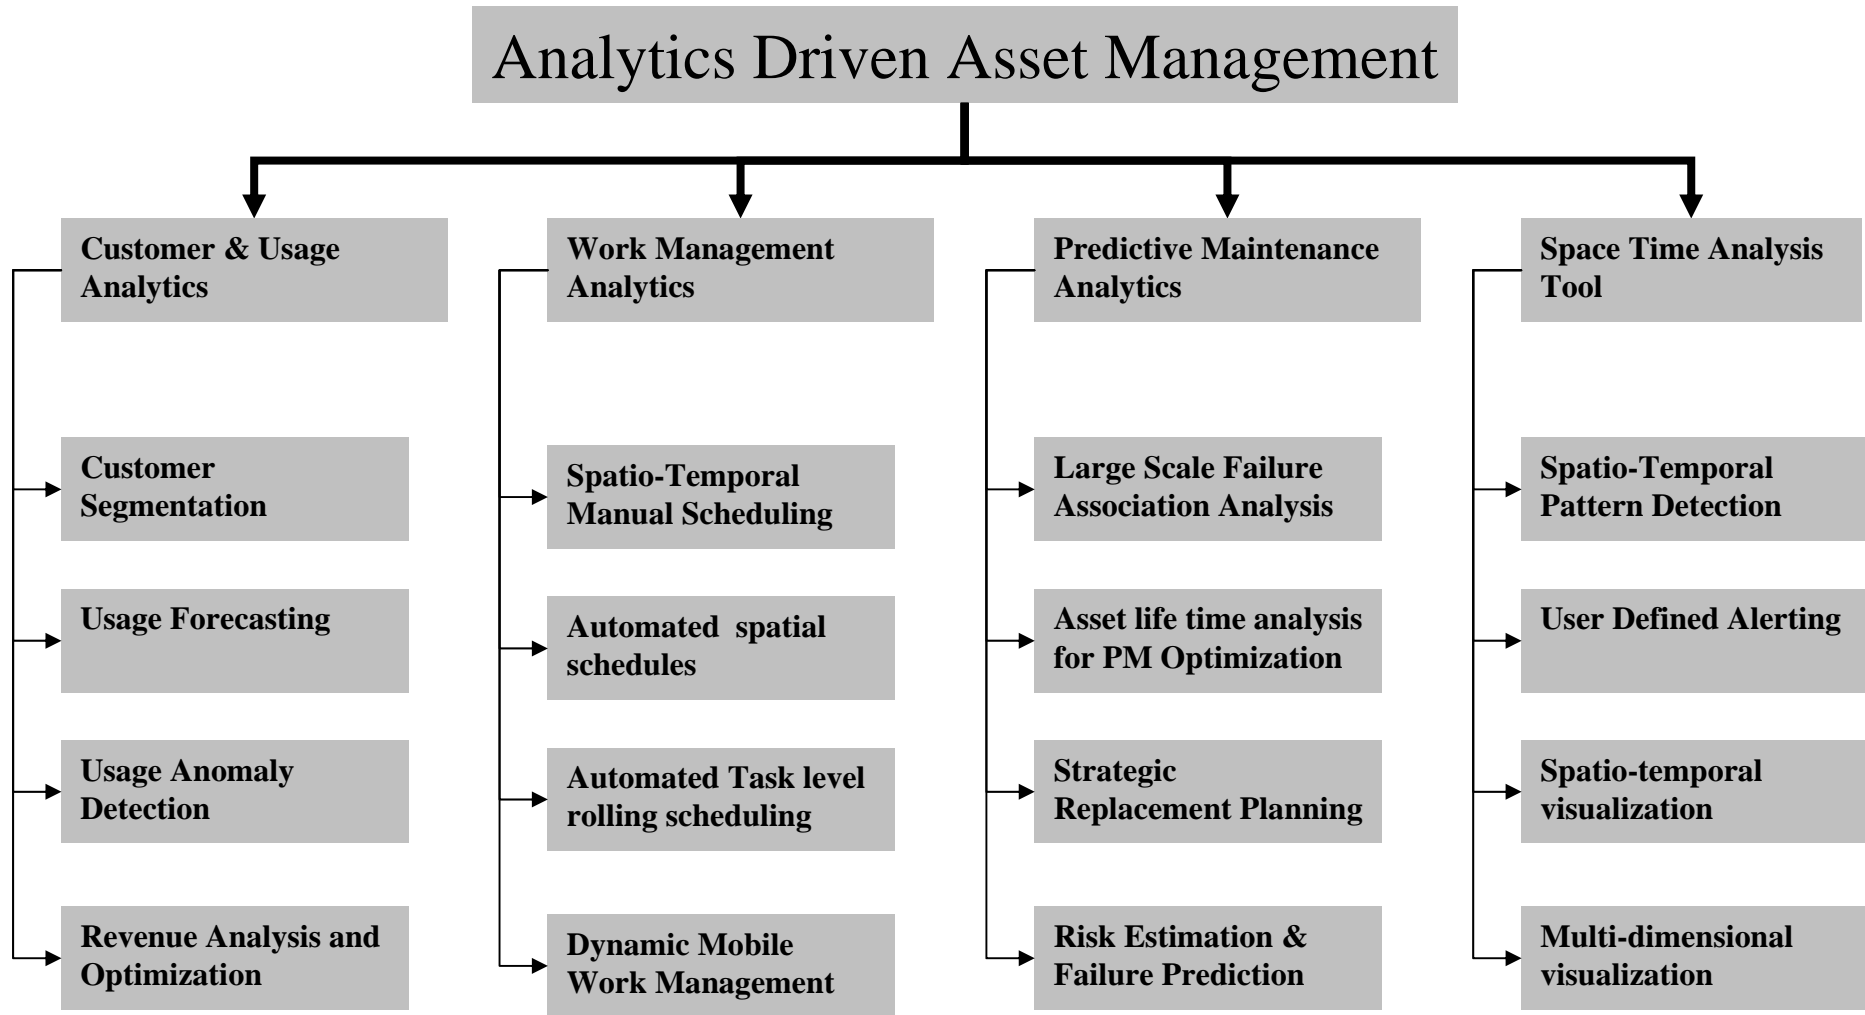 Analytics Driven Asset Management
Customer & Usage
Analytics
Customer
Segmentation
Usage Forecasting
Usage Anomaly
Detection
Revenue Analysis and
Optimization
Work Management
Analytics
Spatio-Temporal
Manual Scheduling
Automated  spatial
schedules
Automated Task level
rolling scheduling
Dynamic Mobile
Work Management
Predictive Maintenance
Analytics
Large Scale Failure
Association Analysis
Asset life time analysis
for PM Optimization
Strategic
Replacement Planning
Risk Estimation &
Failure Prediction
Space Time Analysis
Tool
Spatio-Temporal
Pattern Detection
User Defined Alerting
Spatio-temporal
visualization
Multi-dimensional
visualization